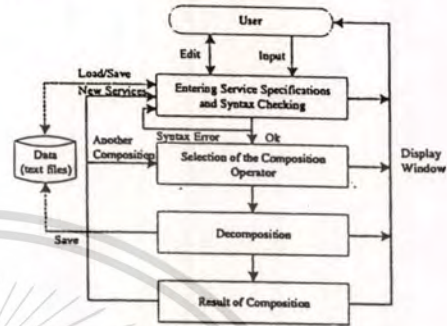 User
Edit
Input
Load/Save
New Services
Entering Service Specifications
and Syntax Checking
Syntax Error
Ok
Data
(text files)
Another
Composition
Selection of the Composition
Operator
Display
Window
Save
Decomposition
Result of Composition